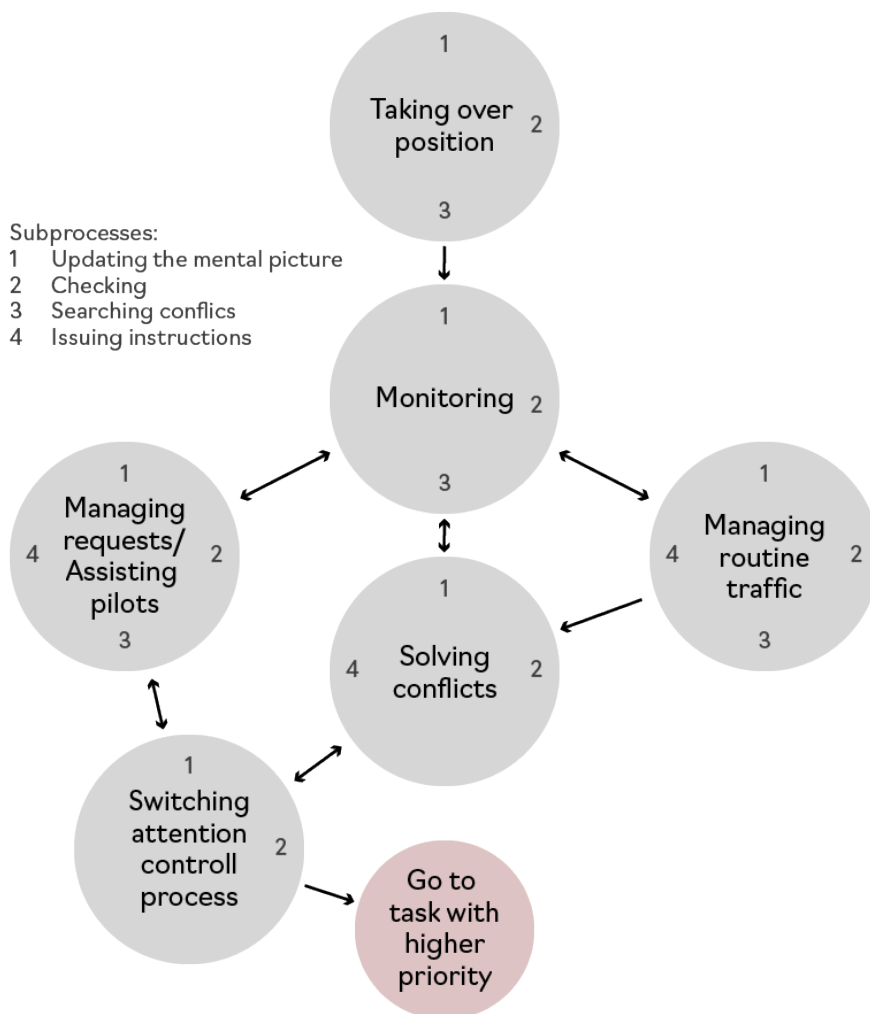 1
Taking over
position
2
3
Subprocesses:
1 Updating the mental picture
2 Checking
3 Searching conflics
4 Issuing instructions
1
Monitoring
2
3
1
Managing
requests/
Assisting
pilots
4
2
3
1
Managing
routine
traffic
4
2
3
1
Solving
conflicts
4
2
1
Switching
attention
controll
process
2
Go to
task with
higher
priority